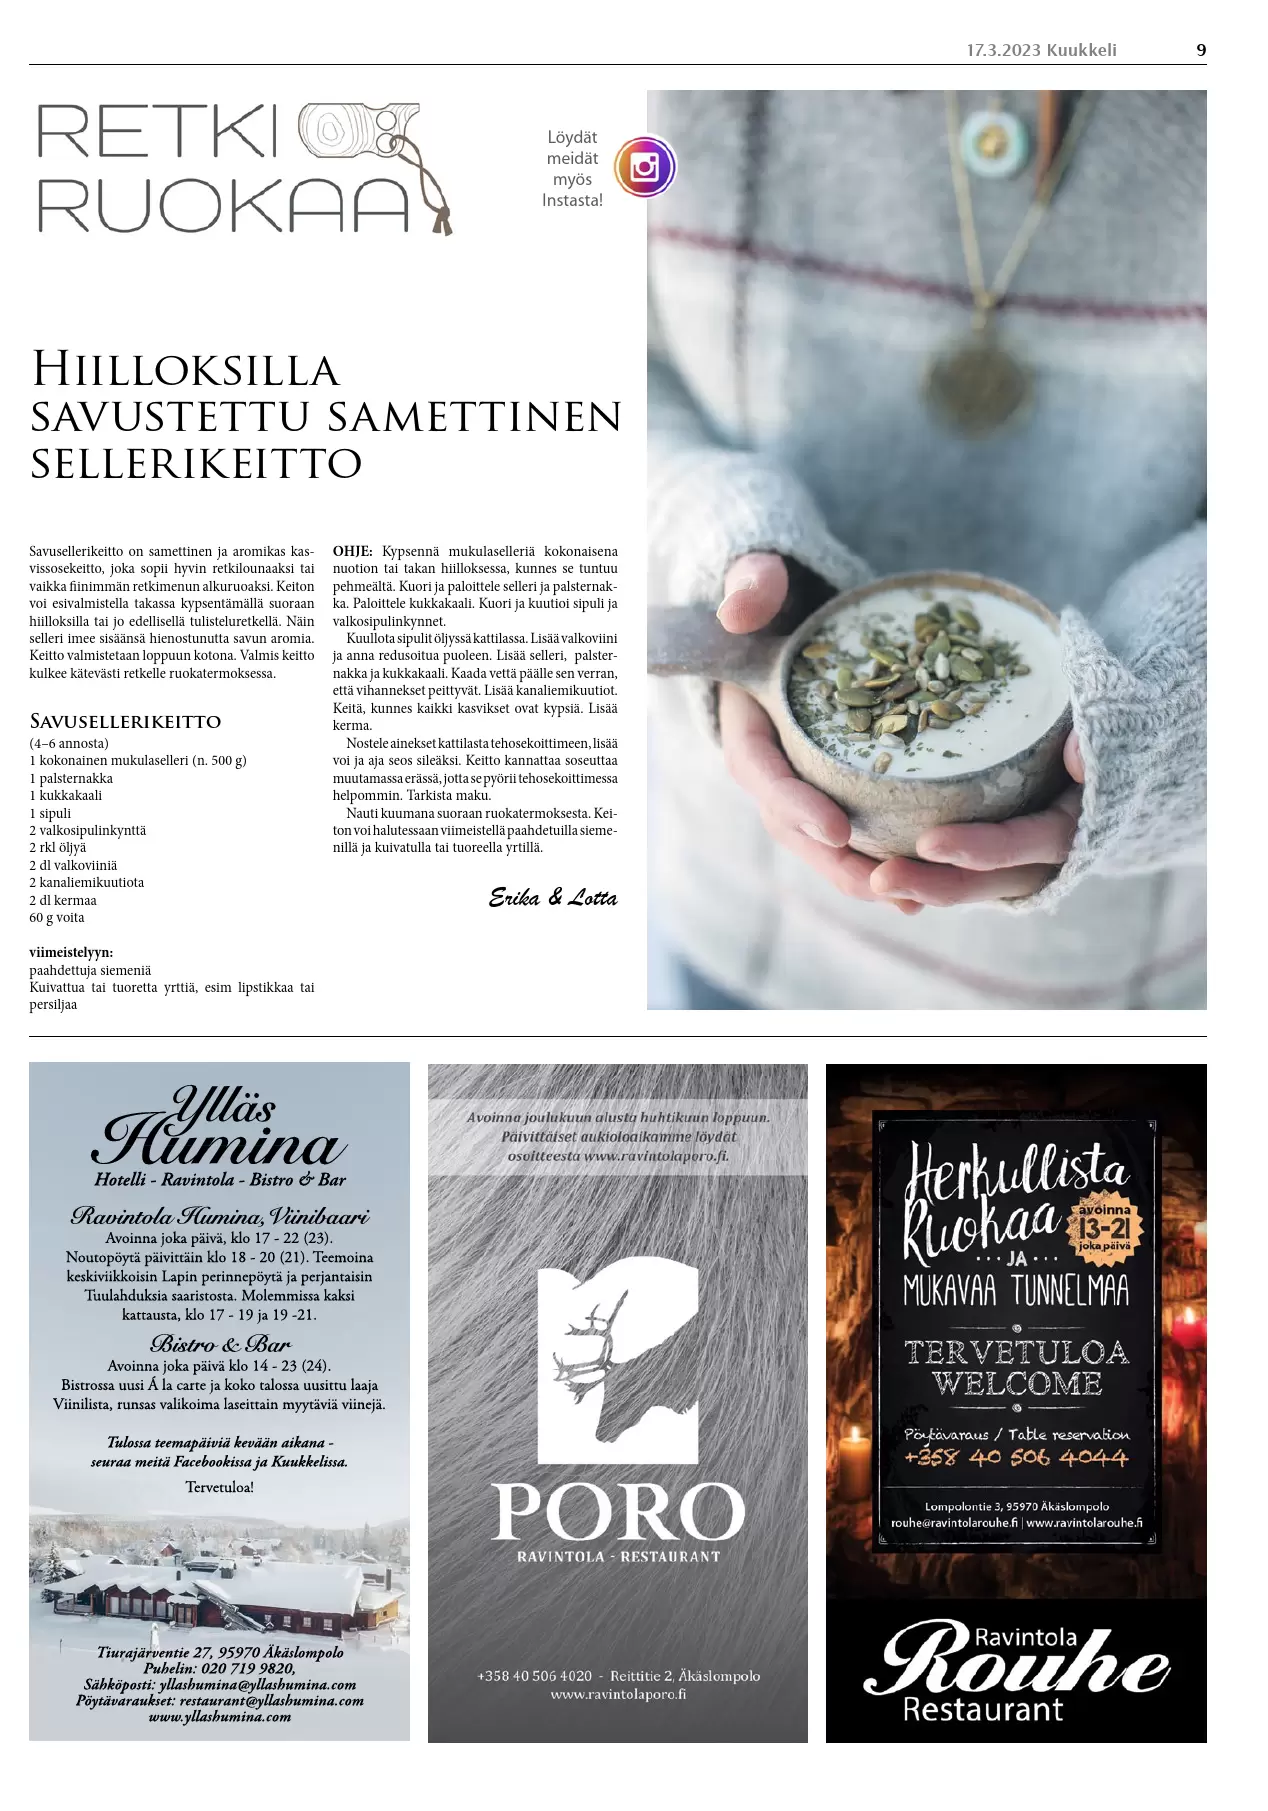 17.3.2023 Kuukkeli 9
RETKI
RUOKAA
Löydät
meidät
myös
Instasta!
Hiilloksilla
savustettu samettinen
sellerikeitto
Savusellerikeitto on samettinen ja aromikas kas-
vissosekeitto, joka sopii hyvin retkilounaaksi tai
vaikka fiinimmän retkimenun alkuruoaksi. Keiton
voi esivalmistella takassa kypsentämällä suoraan
hiilloksilla tai jo edellisellä tulisteluretkellä. Näin
selleri imee sisäänsä hienostunutta savun aromia.
Keitto valmistetaan loppuun kotona. Valmis keitto
kulkee kätevästi retkelle ruokatermoksessa.
Savusellerikeitto
(4–6 annosta)
1 kokonainen mukulaselleri (n. 500 g)
1 palsternakka
1 kukkakaali
1 sipuli
2 valkosipulinkynttä
2 rkl öljyä
2 dl valkoviiniä
2 kanaliemikuutiota
2 dl kermaa
60 g voita
viimeistelyyn:
paahdettuja siemeniä
Kuivattua tai tuoretta yrttiä, esim lipstikkaa tai
persiljaa
OHJE: Kypsennä mukulaselleriä kokonaisena
nuotion tai takan hiilloksessa, kunnes se tuntuu
pehmeältä. Kuori ja paloittele selleri ja palsternak-
ka. Paloittele kukkakaali. Kuori ja kuutioi sipuli ja
valkosipulinkynnet.
Kuullota sipulit öljyssä kattilassa. Lisää valkoviini
ja anna redusoitua puoleen. Lisää selleri, palster-
nakka ja kukkakaali. Kaada vettä päälle sen verran,
että vihannekset peittyvät. Lisää kanaliemikuutiot.
Keitä, kunnes kaikki kasvikset ovat kypsiä. Lisää
kerma.
Nostele ainekset kattilasta tehosekoittimeen, lisää
voi ja aja seos sileäksi. Keitto kannattaa soseuttaa
muutamassa erässä, jotta se pyörii tehosekoittimessa
helpommin. Tarkista maku.
Nauti kuumana suoraan ruokatermoksesta. Kei-
ton voi halutessaan viimeistellä paahdetuilla sieme-
nillä ja kuivatulla tai tuoreella yrtillä.
Erika & Lotta
Ylläs
Humina
Hotelli - Ravintola - Bistro & Bar
Ravintola Humina, Viinibaari
Avoinna joka päivä, klo 17 - 22 (23).
Noutopöytä päivittäin klo 18 - 20 (21). Teemoina
keskiviikkoisin Lapin perinnepöytä ja perjantaisin
Tuulahduksia saaristosta. Molemmissa kaksi
kattausta, klo 17 - 19 ja 19 -21.
Bistro & Bar
Avoinna joka päivä klo 14 - 23 (24).
Bistrossa uusi Á la carte ja koko talossa uusittu laaja
Viinilista, runsas valikoima laseittain myytäviä viinejä.
Tulossa teemapäiviä kevään aikana -
seuraa meitä Facebookissa ja Kuukkelissa.
Tervetuloa!
Tiurajärventie 27, 95970 Äkäslompolo
Puhelin: 020 719 9820,
Sähköposti: yllashumina@yllashumina.com
Pöytävaraukset: restaurant@yllashumina.com
www.yllashumina.com
Avoinna joulukuun alusta huhtikuun loppuun.
Päivittäiset aukioloaikamme löydät
osoitteesta www.ravintolaporo.fi.
PORO
RAVINTOLA - RESTAURANT
+358 40 506 4020 - Reittitie 2, Äkäslompolo
www.ravintolaporo.fi
Herkullista
Ruokaa
avoinna
13-21
joka päivä
... JA ...
MUKAVAA TUNNELMAA
TERVETULOA
WELCOME
Pöytävaraus / Table reservation
+358 40 506 4044
Lompolontie 3, 95970 Äkäslompolo
rouhe@ravintolarouhe.fi | www.ravintolarouhe.fi
Ravintola
Rouhe
Restaurant